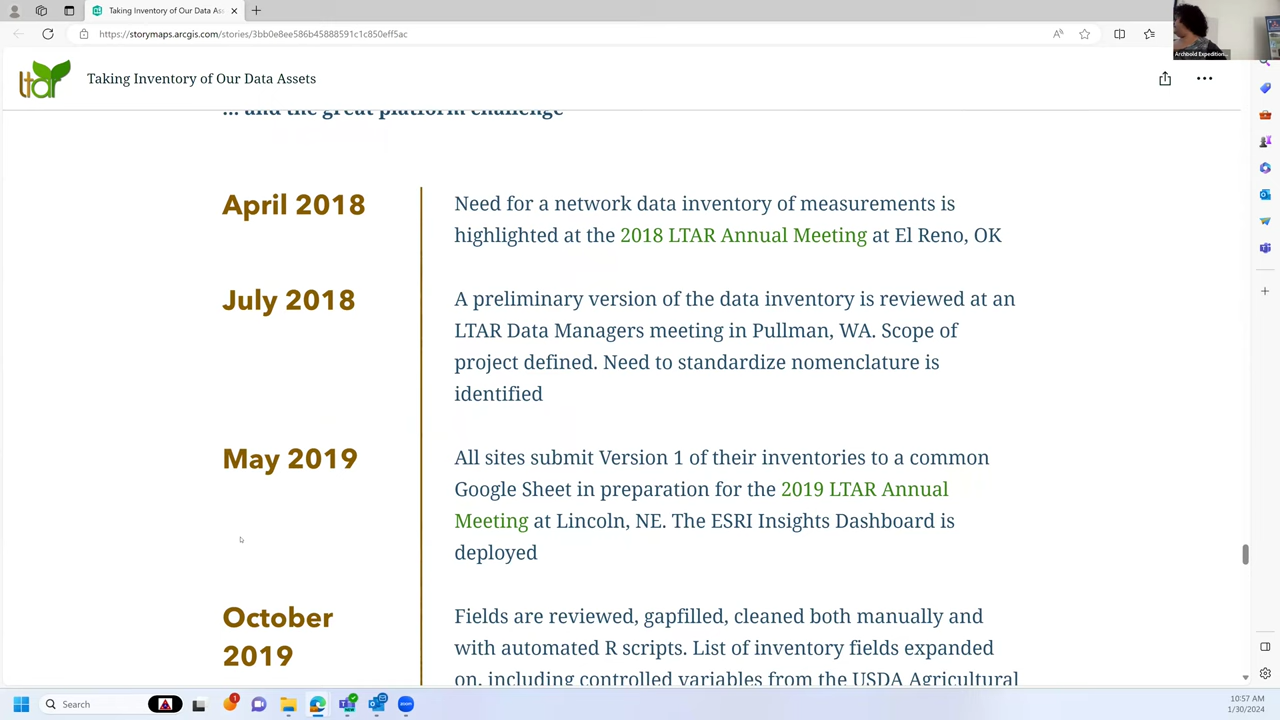 Taking Inventory of Our Data As
https://storymaps.arcgis.com/stories/3bb0e8ee586b45888591c1c850eff5ac
Archbold Expedition...
ltar
Taking Inventory of Our Data Assets
... and the great platform challenge
April 2018
Need for a network data inventory of measurements is
highlighted at the 2018 LTAR Annual Meeting at El Reno, OK
July 2018
A preliminary version of the data inventory is reviewed at an
LTAR Data Managers meeting in Pullman, WA. Scope of
project defined. Need to standardize nomenclature is
identified
May 2019
All sites submit Version 1 of their inventories to a common
Google Sheet in preparation for the 2019 LTAR Annual
Meeting at Lincoln, NE. The ESRI Insights Dashboard is
deployed
October
2019
Fields are reviewed, gapfilled, cleaned both manually and
with automated R scripts. List of inventory fields expanded
on, including controlled variables from the USDA Agricultural
Search
1
zoom
10:57 AM
1/30/2024